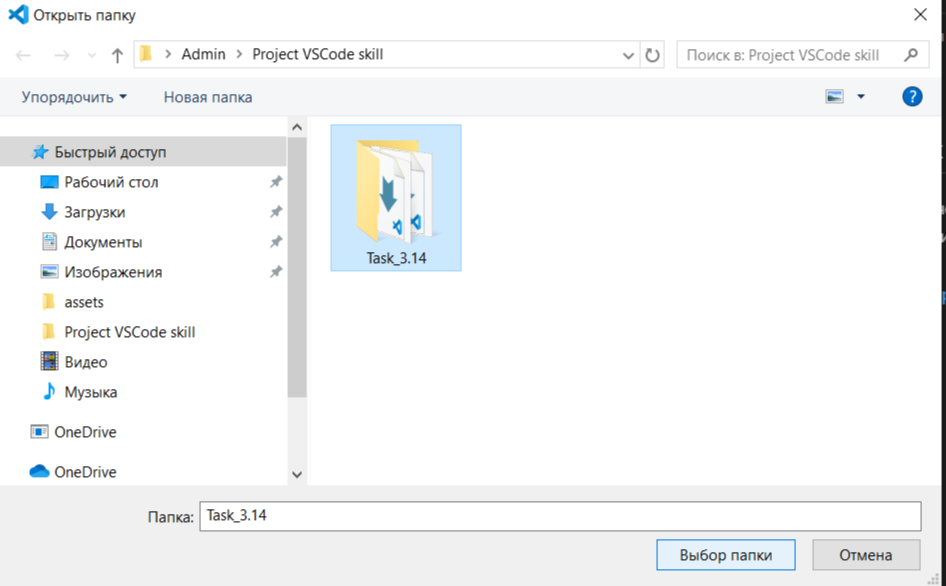 Открыть папку
Admin > Project VSCode skill
Поиск в: Project VSCode skill
Упорядочить
Новая папка
?
Быстрый доступ
Рабочий стол
Загрузки
Документы
Изображения
assets
Project VSCode skill
Видео
Музыка
OneDrive
OneDrive
Task_3.14
Папка: Task_3.14
Выбор папки
Отмена